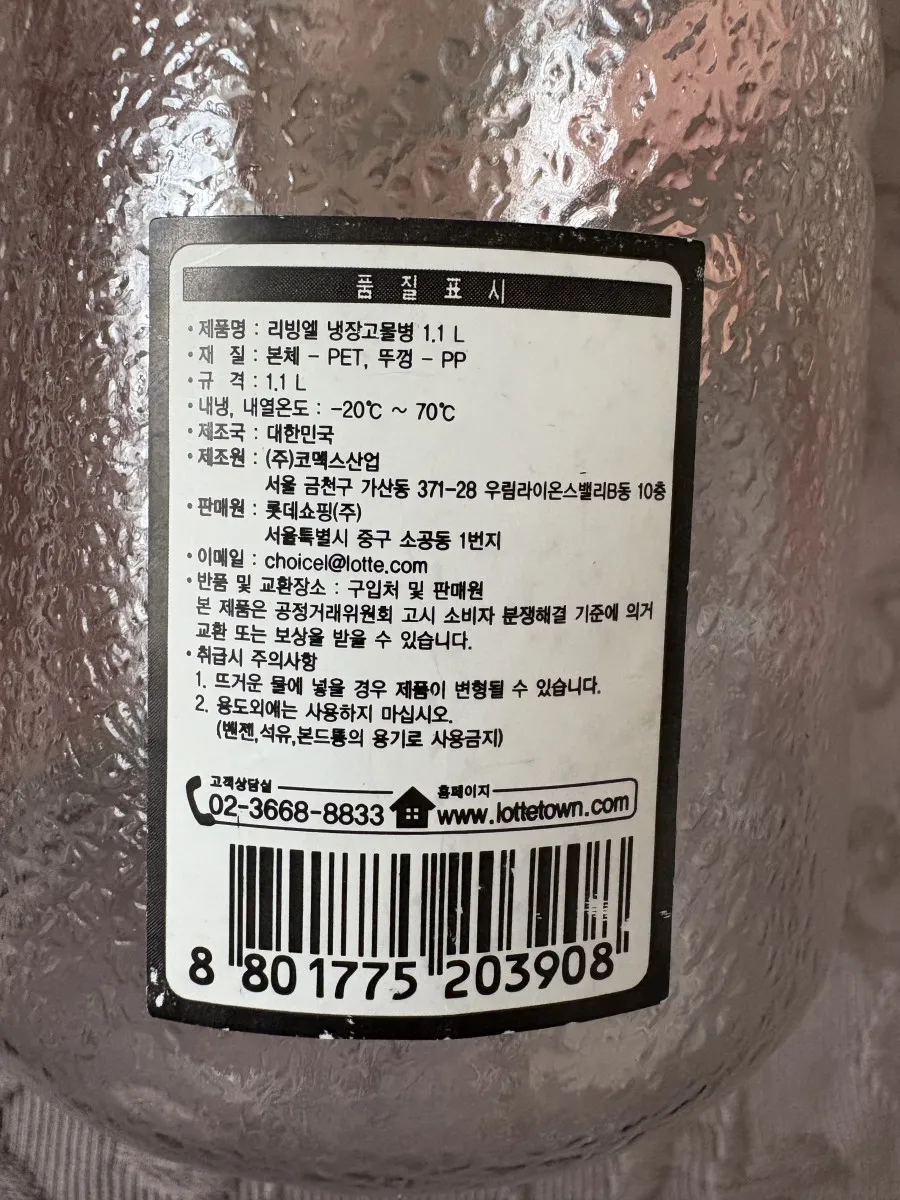 품 질 표 시
• 제품명 : 리빙엘 냉장고물병 1.1 L
• 재 질 : 본체 - PET, 뚜껑 - PP
• 규 격 : 1.1 L
• 내냉, 내열온도 : -20℃ ~ 70℃
• 제조국 : 대한민국
• 제조원 : (주)코멕스산업
서울 금천구 가산동 371-28 우림라이온스밸리B동 10층
• 판매원 : 롯데쇼핑(주)
서울특별시 중구 소공동 1번지
• 이메일 : choicel@lotte.com
• 반품 및 교환장소 : 구입처 및 판매원
본 제품은 공정거래위원회 고시 소비자 분쟁해결 기준에 의거
교환 또는 보상을 받을 수 있습니다.
• 취급시 주의사항
1. 뜨거운 물에 넣을 경우 제품이 변형될 수 있습니다.
2. 용도외에는 사용하지 마십시오.
(벤젠,석유,본드통의 용기로 사용금지)
고객상담실 홈페이지
02-3668-8833 www.lottetown.com
8 801775 203908